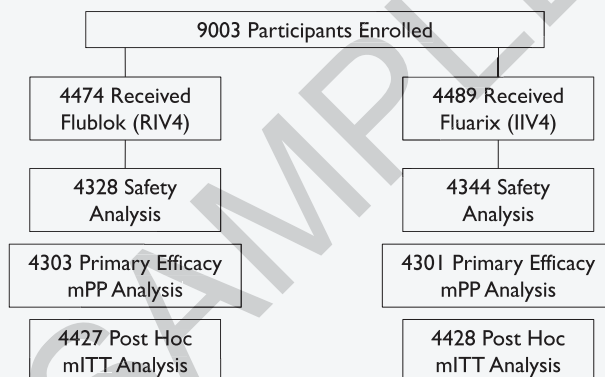 9003 Participants Enrolled
4474 Received
Flublok (RIV4)
4489 Received
Fluarix (IIV4)
4328 Safety
Analysis
4344 Safety
Analysis
4303 Primary Efficacy
mPP Analysis
4301 Primary Efficacy
mPP Analysis
4427 Post Hoc
mITT Analysis
4428 Post Hoc
mITT Analysis
SAMPLE